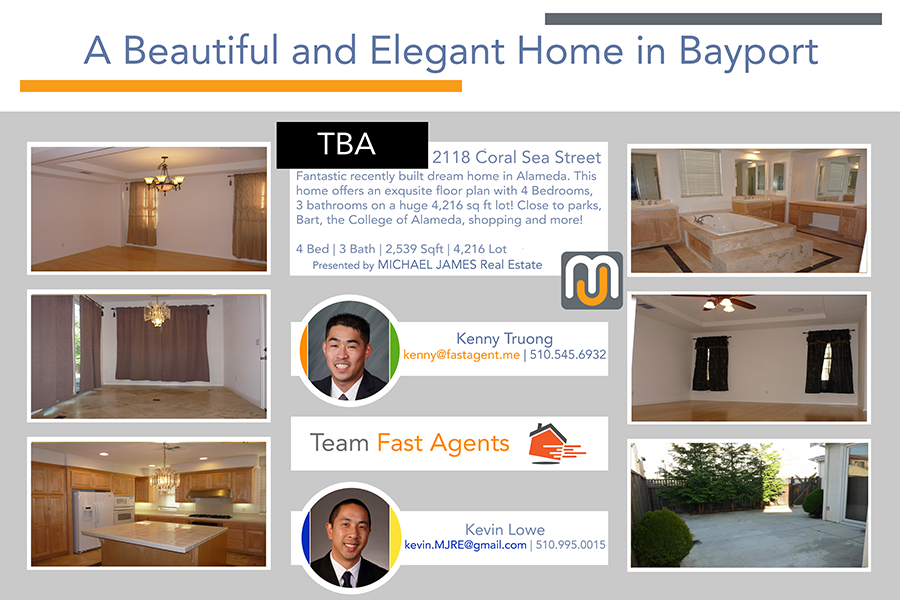 A Beautiful and Elegant Home in Bayport
TBA
2118 Coral Sea Street
Fantastic recently built dream home in Alameda. This
home offers an exqusite floor plan with 4 Bedrooms,
3 bathrooms on a huge 4,216 sq ft lot! Close to parks,
Bart, the College of Alameda, shopping and more!
4 Bed | 3 Bath | 2,539 Sqft | 4,216 Lot
Presented by MICHAEL JAMES Real Estate
MJ
Kenny Truong
kenny@fastagent.me | 510.545.6932
Team Fast Agents
Kevin Lowe
kevin.MJRE@gmail.com | 510.995.0015